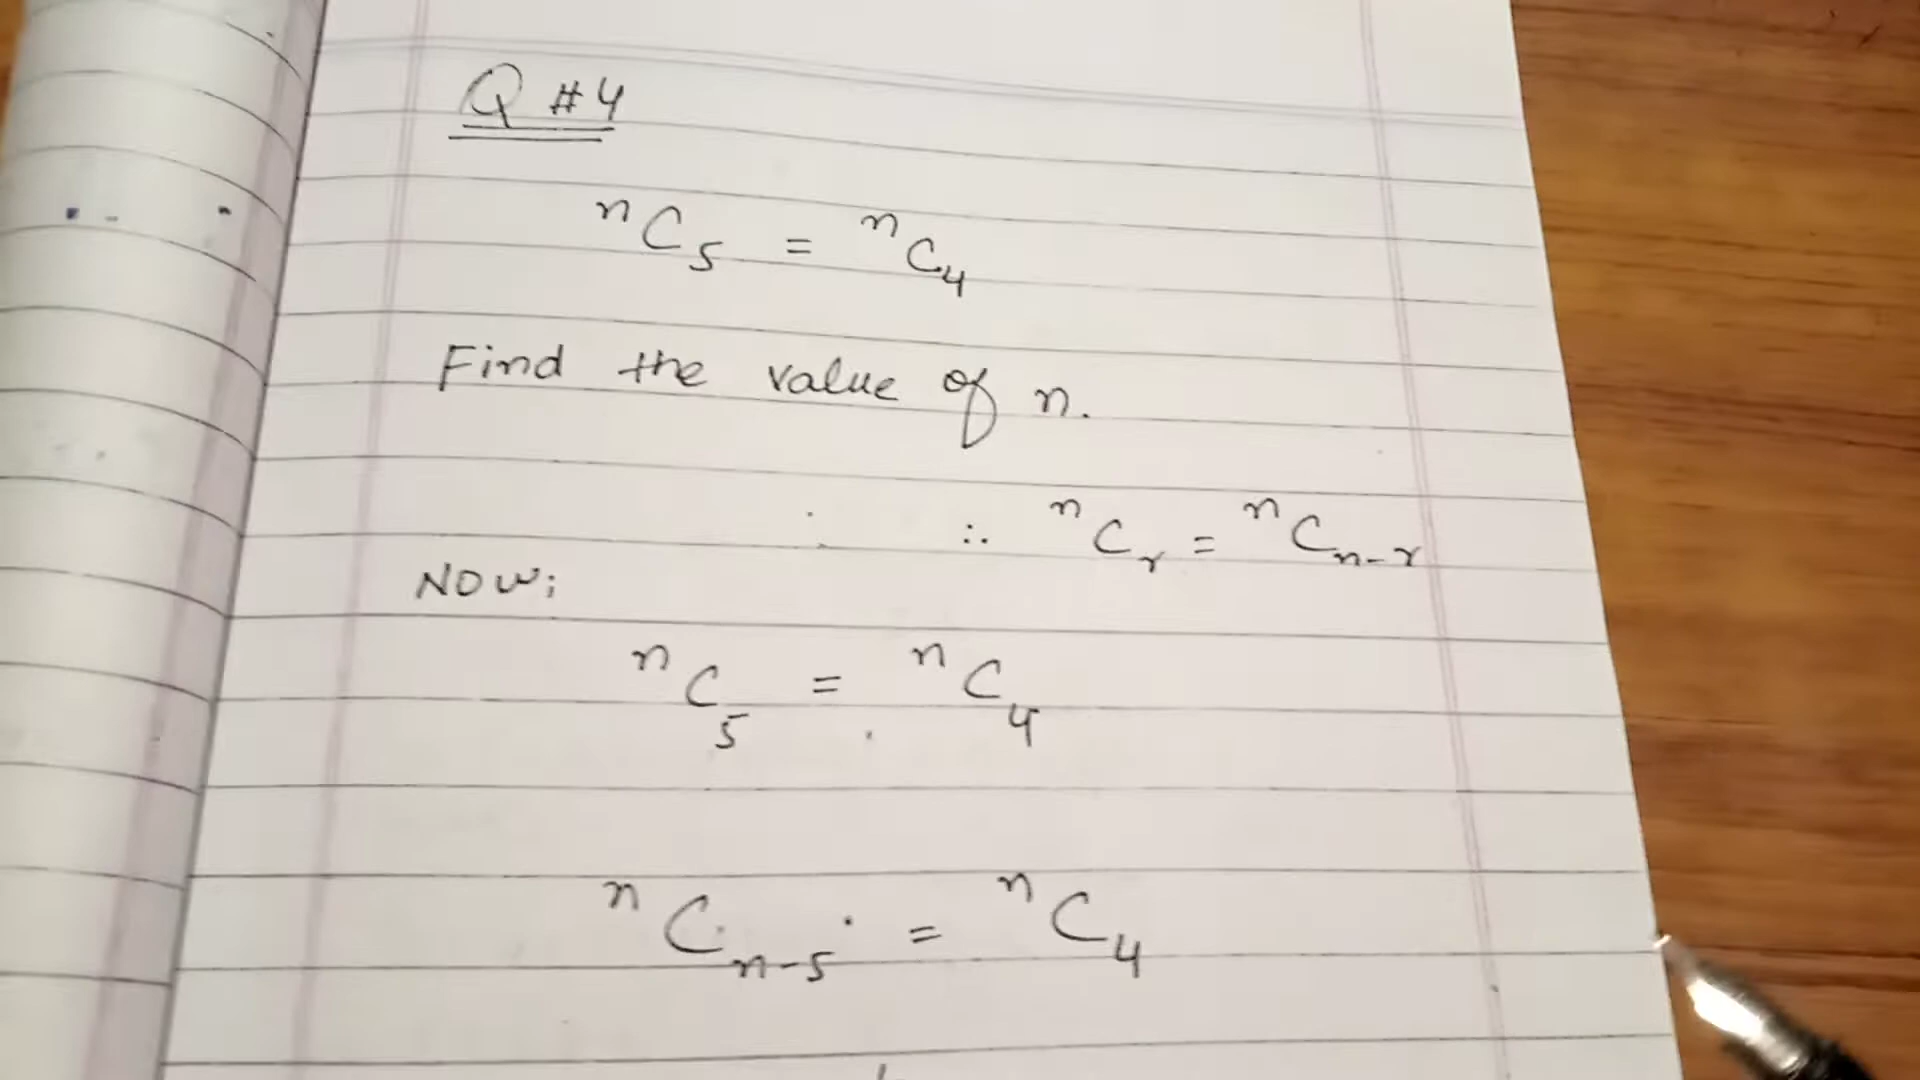 Q #4
ⁿC₅ = ⁿC₄
Find the value of n.
∴ ⁿCᵣ = ⁿCₙ₋ᵣ
NOW;
ⁿC₅ = ⁿC₄
ⁿCₙ₋₅ = ⁿC₄